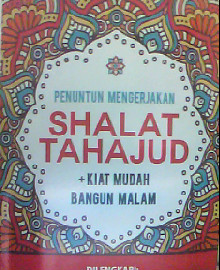 PENUNTUN MENGERJAKAN
SHALAT
TAHAJUD
+ KIAT MUDAH
BANGUN MALAM